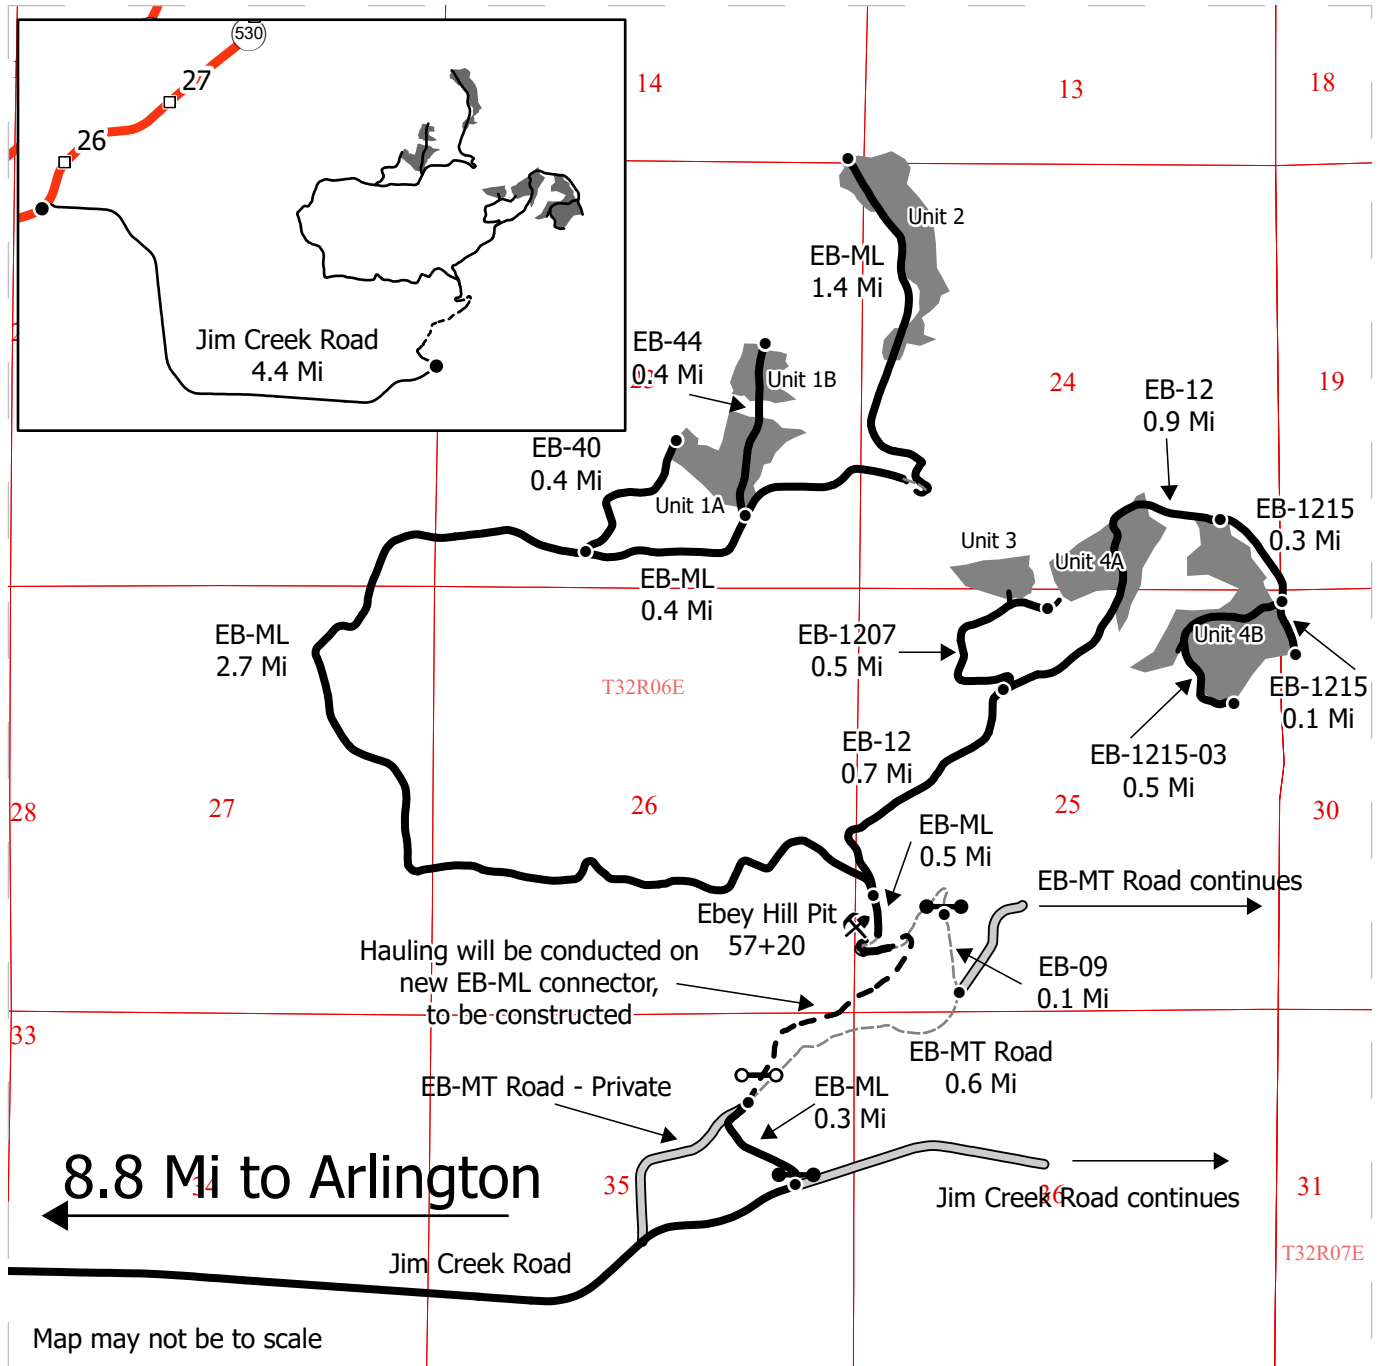 530
27
26
Jim Creek Road
4.4 Mi
14
13
18
Unit 2
EB-ML
1.4 Mi
EB-44
0.4 Mi
Unit 1B
24
19
EB-12
0.9 Mi
EB-40
0.4 Mi
Unit 1A
EB-1215
0.3 Mi
Unit 3
Unit 4A
EB-ML
0.4 Mi
EB-ML
2.7 Mi
EB-1207
0.5 Mi
Unit 4B
T32R06E
EB-1215
0.1 Mi
EB-12
0.7 Mi
EB-1215-03
0.5 Mi
28
27
26
25
30
EB-ML
0.5 Mi
EB-MT Road continues
Ebey Hill Pit
57+20
Hauling will be conducted on
new EB-ML connector,
to be constructed
EB-09
0.1 Mi
33
EB-MT Road
0.6 Mi
EB-MT Road - Private
EB-ML
0.3 Mi
8.8 Mi to Arlington
34
35
36
31
Jim Creek Road continues
T32R07E
Jim Creek Road
Map may not be to scale